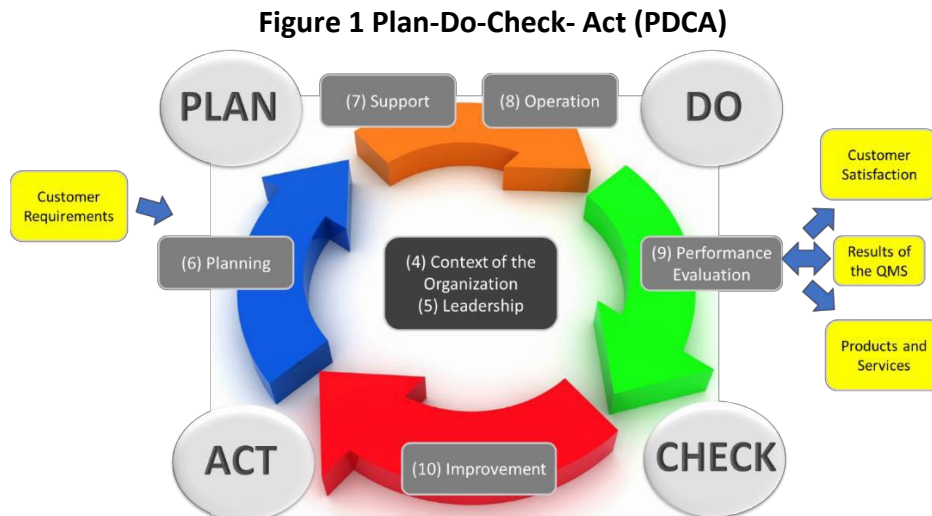 Figure 1 Plan-Do-Check- Act (PDCA)
PLAN
(7) Support
(8) Operation
DO
Customer
Requirements
(6) Planning
(4) Context of the
Organization
(5) Leadership
(9) Performance
Evaluation
Customer
Satisfaction
Results of
the QMS
Products and
Services
ACT
(10) Improvement
CHECK